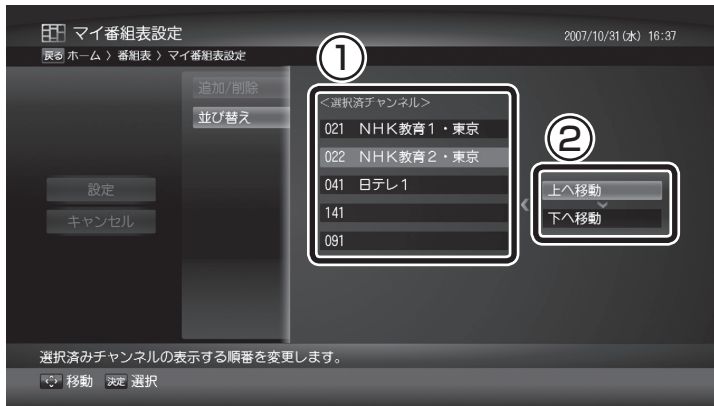 マイ番組表設定
2007/10/31(水) 16:37
戻る ホーム 〉 番組表 〉 マイ番組表設定
①
追加/削除
並び替え
<選択済チャンネル>
021 NHK教育1・東京
022 NHK教育2・東京
041 日テレ1
141
091
②
上へ移動
下へ移動
設定
キャンセル
選択済みチャンネルの表示する順番を変更します。
移動 決定 選択